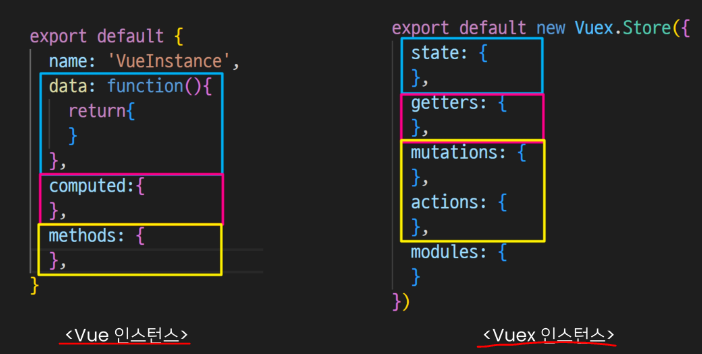 export default {
name: 'VueInstance',
data: function(){
return{
}
},
computed:{
},
methods: {
},
}
<Vue 인스턴스>
export default new Vuex.Store({
state: {
},
getters: {
},
mutations: {
},
actions: {
},
modules: {
}
})
<Vuex 인스턴스>